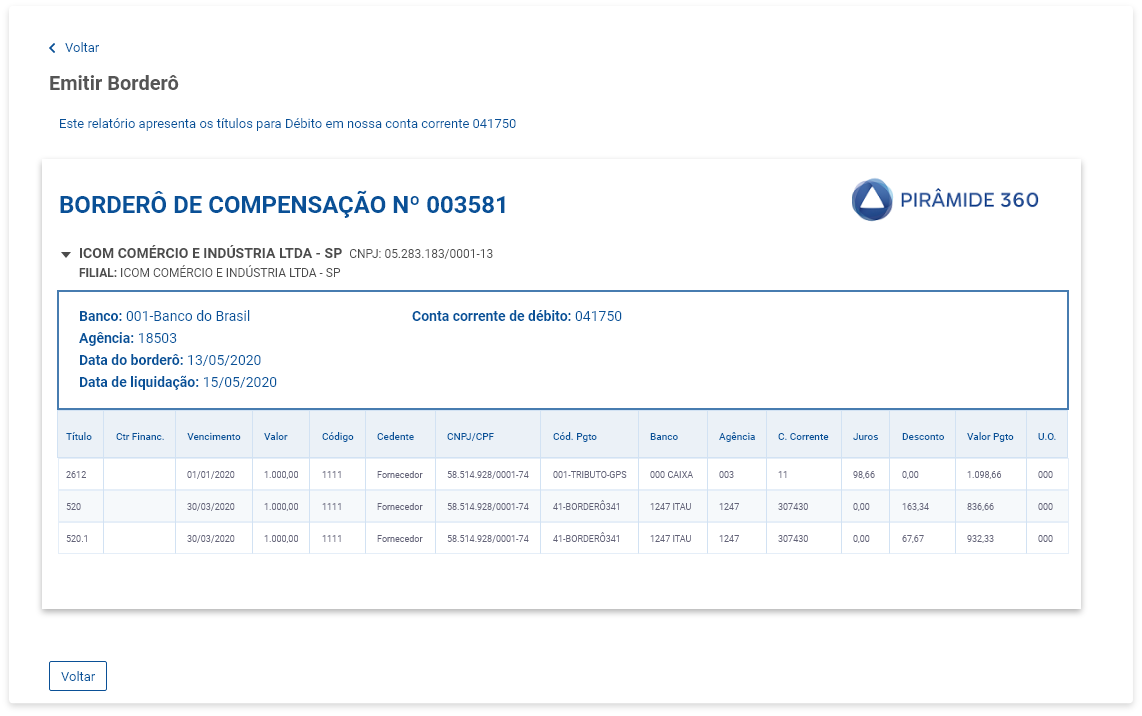 Voltar
Emitir Borderô
Este relatório apresenta os títulos para Débito em nossa conta corrente 041750
BORDERÔ DE COMPENSAÇÃO Nº 003581
PIRÂMIDE 360
ICOM COMÉRCIO E INDÚSTRIA LTDA - SP CNPJ: 05.283.183/0001-13
FILIAL: ICOM COMÉRCIO E INDÚSTRIA LTDA - SP
Banco: 001-Banco do Brasil Conta corrente de débito: 041750
Agência: 18503
Data do borderô: 13/05/2020
Data de liquidação: 15/05/2020
Título Ctr Financ. Vencimento Valor Código Cedente CNPJ/CPF Cód. Pgto Banco Agência C. Corrente Juros Desconto Valor Pgto U.O.
2612 01/01/2020 1.000,00 1111 Fornecedor 58.514.928/0001-74 001-TRIBUTO-GPS 000 CAIXA 003 11 98,66 0,00 1.098,66 000
520 30/03/2020 1.000,00 1111 Fornecedor 58.514.928/0001-74 41-BORDERÔ341 1247 ITAU 1247 307430 0,00 163,34 836,66 000
520.1 30/03/2020 1.000,00 1111 Fornecedor 58.514.928/0001-74 41-BORDERÔ341 1247 ITAU 1247 307430 0,00 67,67 932,33 000
Voltar